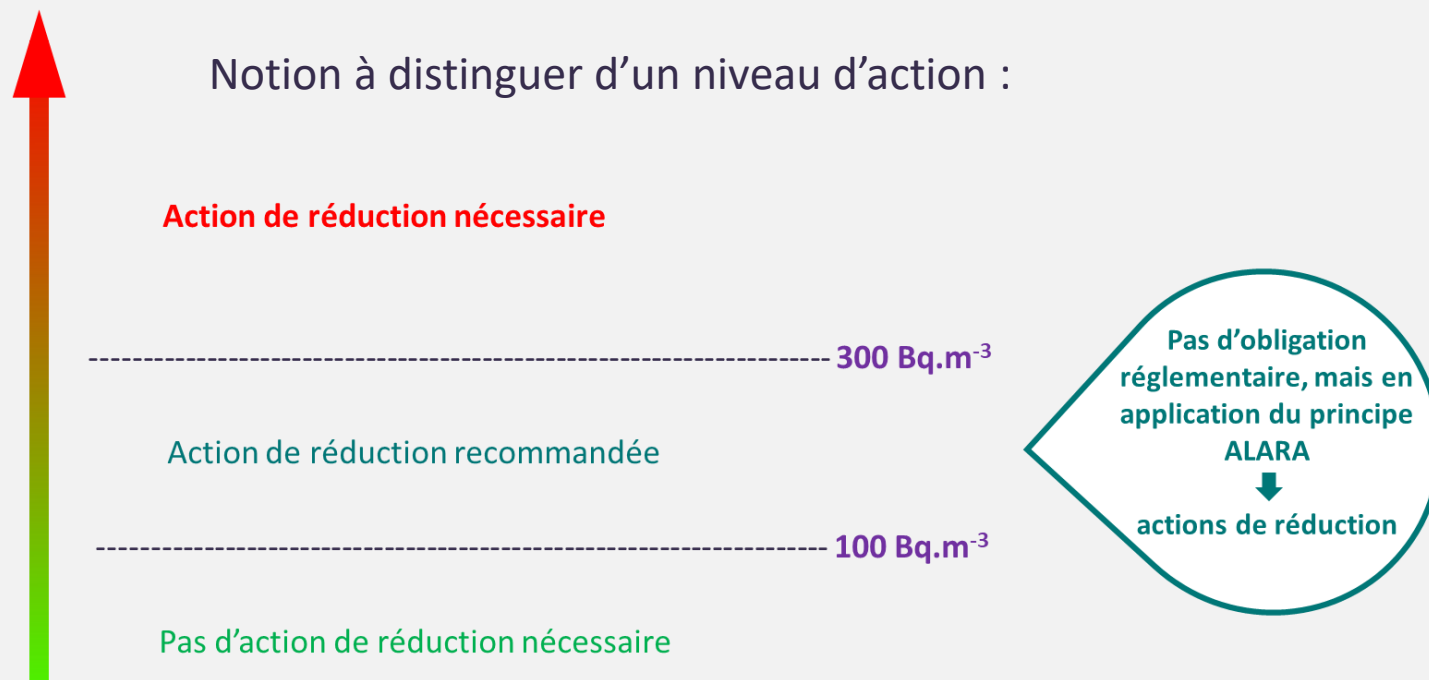 Notion à distinguer d’un niveau d’action :
Action de réduction nécessaire
300 Bq.m⁻³
Action de réduction recommandée
100 Bq.m⁻³
Pas d’action de réduction nécessaire
Pas d’obligation
réglementaire, mais en
application du principe
ALARA
actions de réduction